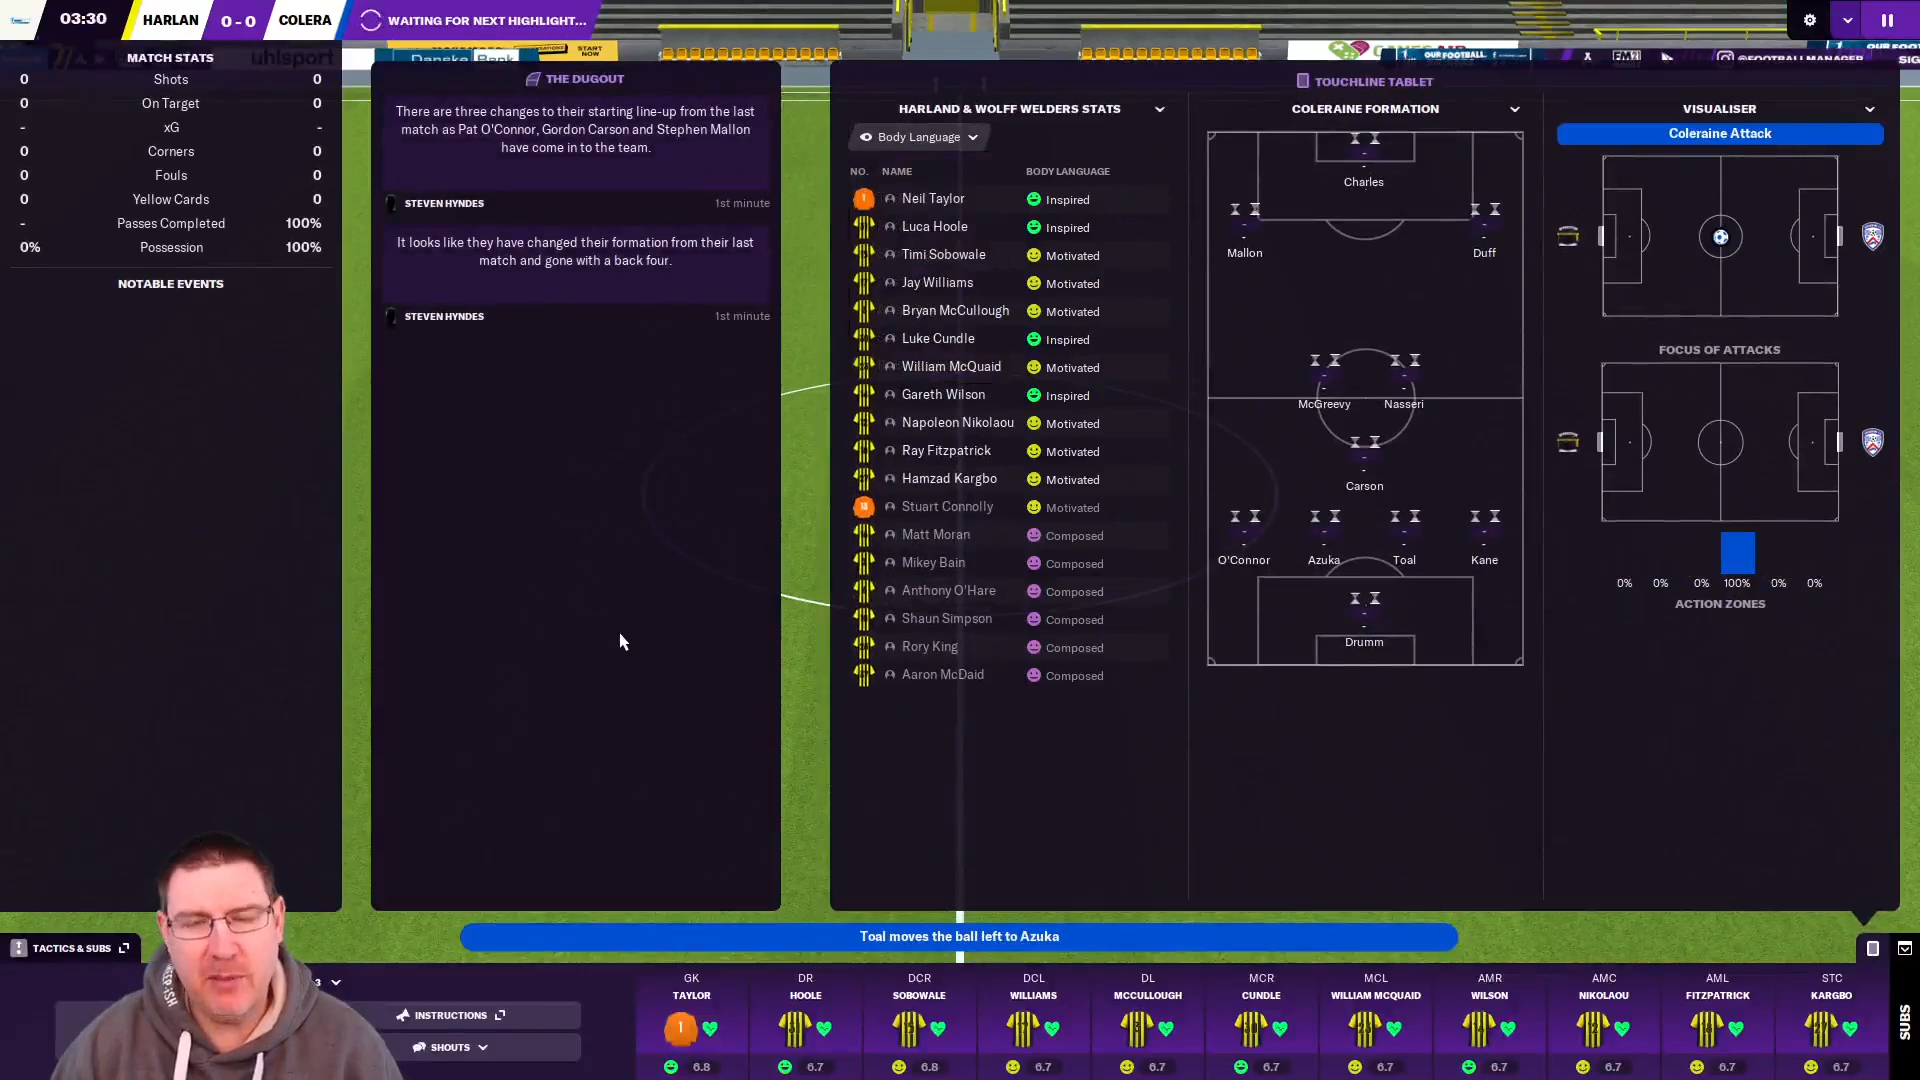 03:30 HARLAN 0 - 0 COLERA WAITING FOR NEXT HIGHLIGHT...
MATCH STATS
uhlsport
0 Shots 0
0 On Target 0
- xG -
0 Corners 0
0 Fouls 0
0 Yellow Cards 0
- Passes Completed 100%
0% Possession 100%
NOTABLE EVENTS
START
NOW
Danske Bank
THE DUGOUT
There are three changes to their starting line-up from the last
match as Pat O'Connor, Gordon Carson and Stephen Mallon
have come in to the team.
STEVEN HYNDES 1st minute
It looks like they have changed their formation from their last
match and gone with a back four.
STEVEN HYNDES 1st minute
OUR FOOTBALL
@FOOTBALLMANAGER
TOUCHLINE TABLET
HARLAND & WOLFF WELDERS STATS
Body Language
NO. NAME BODY LANGUAGE
1 Neil Taylor Inspired
Luca Hoole Inspired
Timi Sobowale Motivated
Jay Williams Motivated
Bryan McCullough Motivated
Luke Cundle Inspired
William McQuaid Motivated
Gareth Wilson Inspired
Napoleon Nikolaou Motivated
Ray Fitzpatrick Motivated
Hamzad Kargbo Motivated
Stuart Connolly Motivated
Matt Moran Composed
Mikey Bain Composed
Anthony O'Hare Composed
Shaun Simpson Composed
Rory King Composed
Aaron McDaid Composed
COLERAINE FORMATION
Charles
Mallon Duff
McGreevy Nasseri
Carson
O'Connor Azuka Toal Kane
Drumm
VISUALISER
Coleraine Attack
FOCUS OF ATTACKS
0% 0% 0% 100% 0% 0%
ACTION ZONES
Toal moves the ball left to Azuka
TACTICS & SUBS
3
INSTRUCTIONS
SHOUTS
GK DR DCR DCL DL MCR MCL AMR AMC AML STC
TAYLOR HOOLE SOBOWALE WILLIAMS MCCULLOUGH CUNDLE WILLIAM MCQUAID WILSON NIKOLAOU FITZPATRICK KARGBO
1
6.8 6.7 6.8 6.7 6.7 6.7 6.7 6.7 6.7 6.7 6.7
SUBS